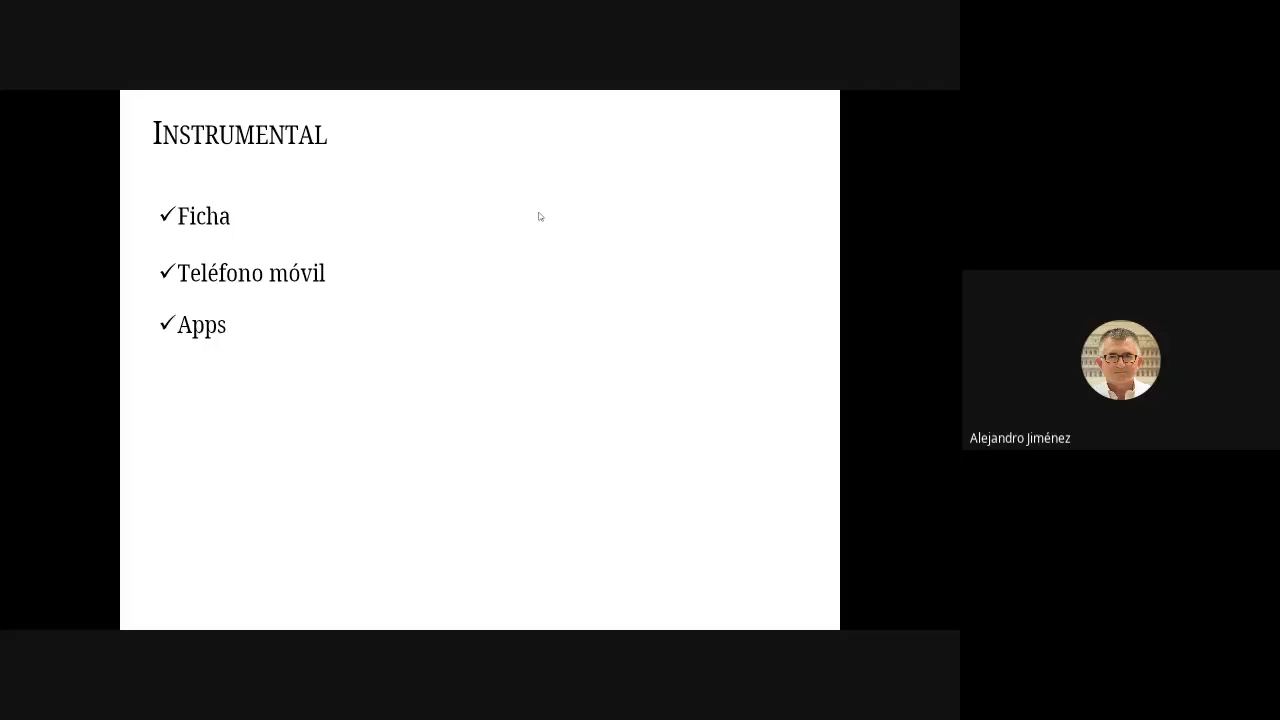 INSTRUMENTAL
✓Ficha
✓Teléfono móvil
✓Apps
Alejandro Jiménez